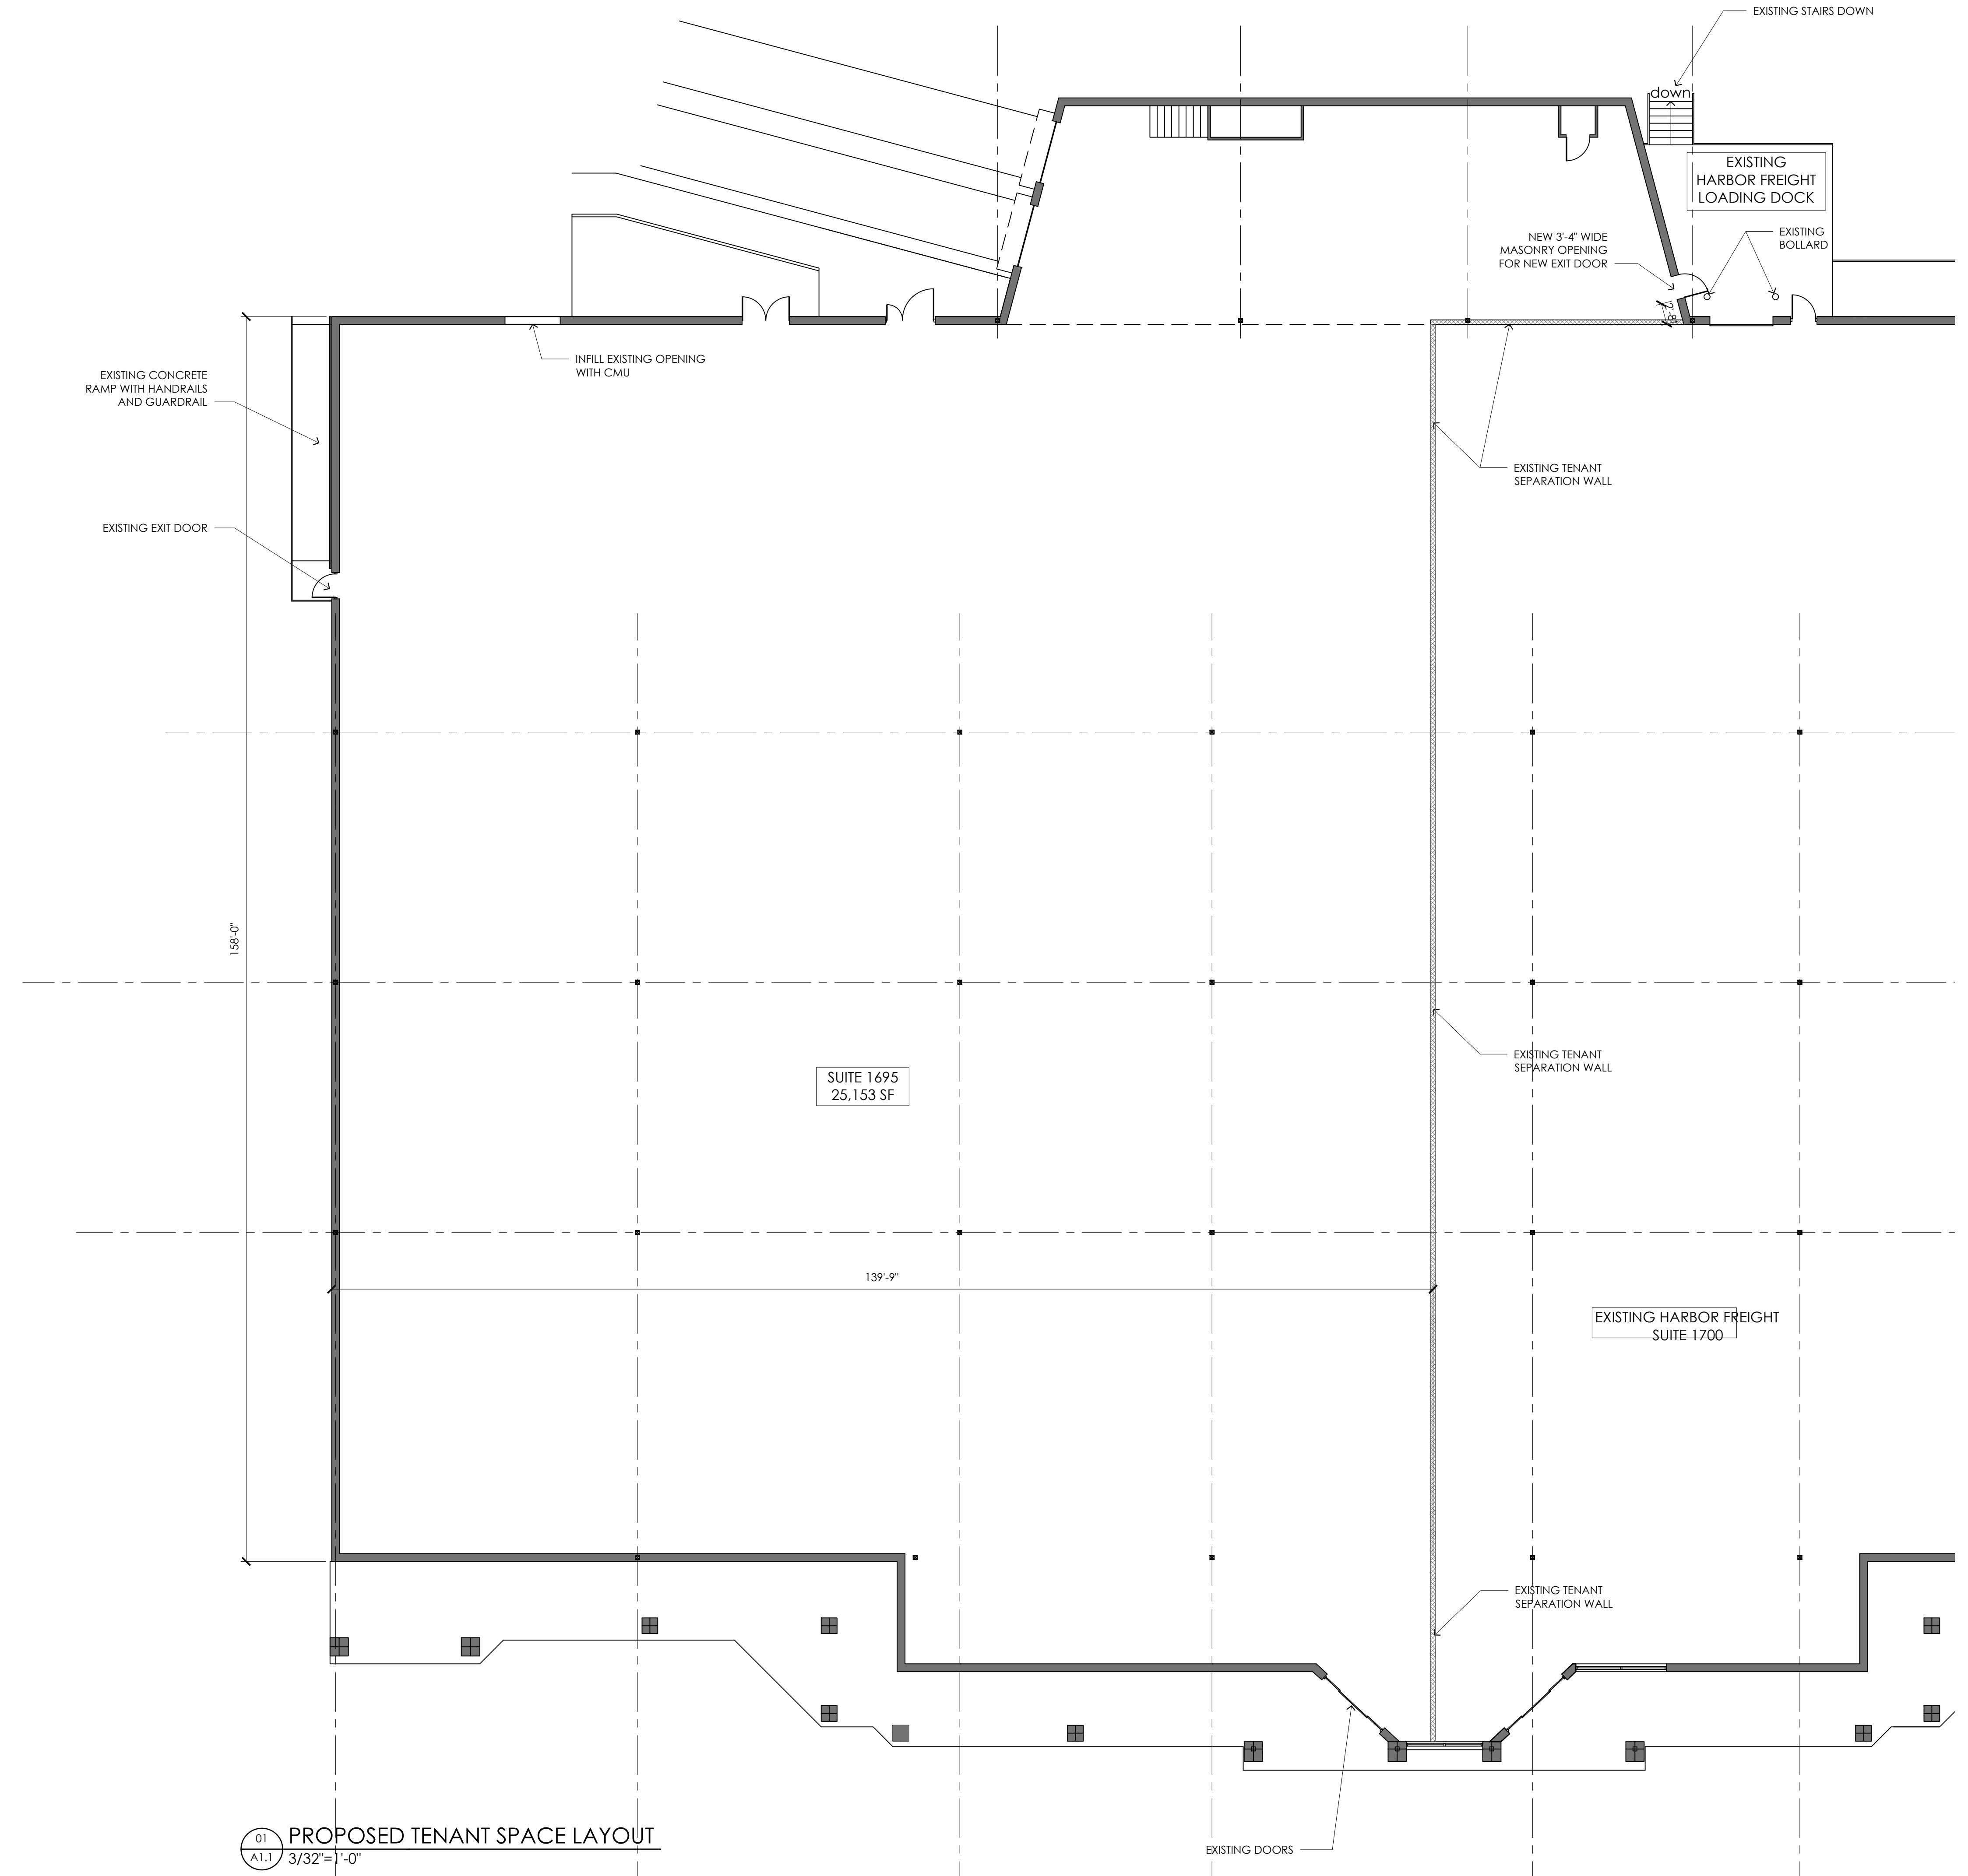 EXISTING STAIRS DOWN
down
EXISTING
HARBOR FREIGHT
LOADING DOCK
EXISTING
BOLLARD
NEW 3'-4" WIDE
MASONRY OPENING
FOR NEW EXIT DOOR
2'-8"
INFILL EXISTING OPENING
WITH CMU
EXISTING CONCRETE
RAMP WITH HANDRAILS
AND GUARDRAIL
EXISTING TENANT
SEPARATION WALL
EXISTING EXIT DOOR
158'-0"
EXISTING TENANT
SEPARATION WALL
SUITE 1695
25,153 SF
139'-9"
EXISTING HARBOR FREIGHT
SUITE 1700
EXISTING TENANT
SEPARATION WALL
01
A1.1
PROPOSED TENANT SPACE LAYOUT
3/32"=1'-0"
EXISTING DOORS